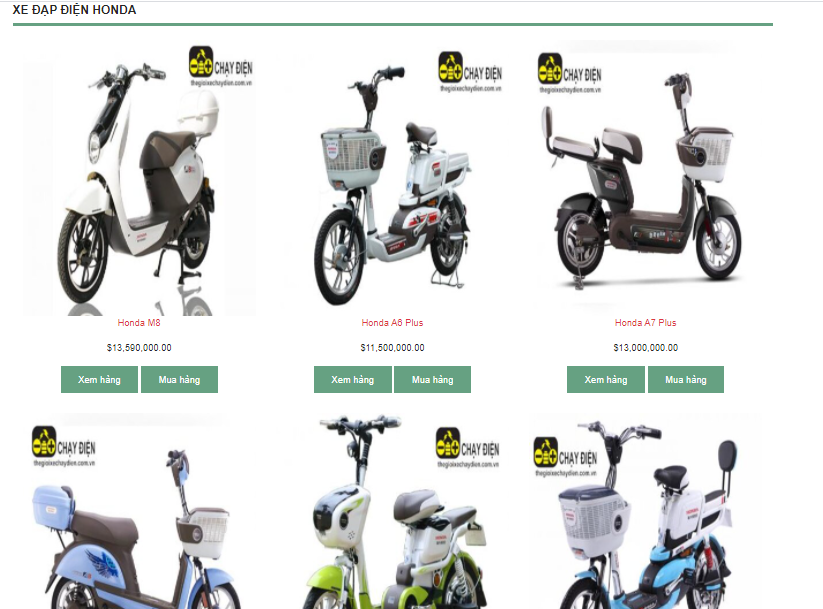 XE ĐẠP ĐIỆN HONDA
CHẠY ĐIỆN
thegioixechaydien.com.vn
CHẠY ĐIỆN
thegioixechaydien.com.vn
CHẠY ĐIỆN
thegioixechaydien.com.vn
Honda M8
Honda A6 Plus
Honda A7 Plus
$13,590,000.00
$11,500,000.00
$13,000,000.00
Xem hàng
Mua hàng
Xem hàng
Mua hàng
Xem hàng
Mua hàng
CHẠY ĐIỆN
thegioixechaydien.com.vn
CHẠY ĐIỆN
thegioixechaydien.com.vn
CHẠY ĐIỆN
thegioixechaydien.com.vn